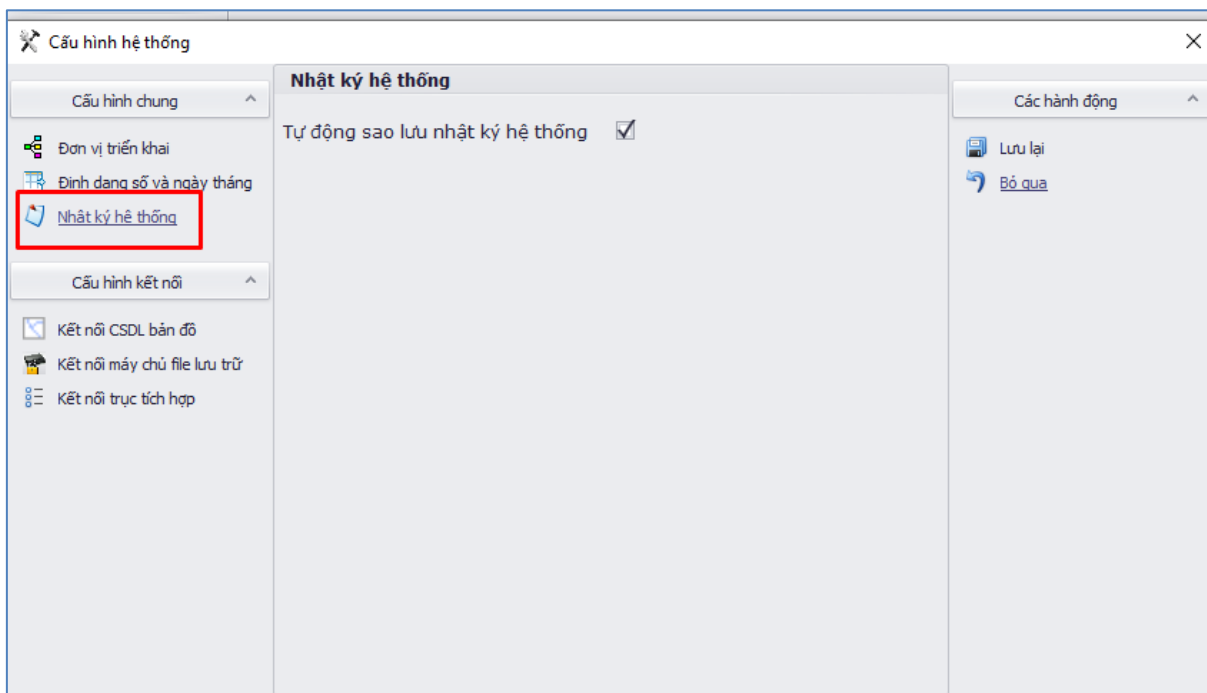 Cấu hình hệ thống
Cấu hình chung
Đơn vị triển khai
Định dạng số và ngày tháng
Nhật ký hệ thống
Cấu hình kết nối
Kết nối CSDL bản đồ
Kết nối máy chủ file lưu trữ
Kết nối trục tích hợp
Nhật ký hệ thống
Tự động sao lưu nhật ký hệ thống
Các hành động
Lưu lại
Bỏ qua